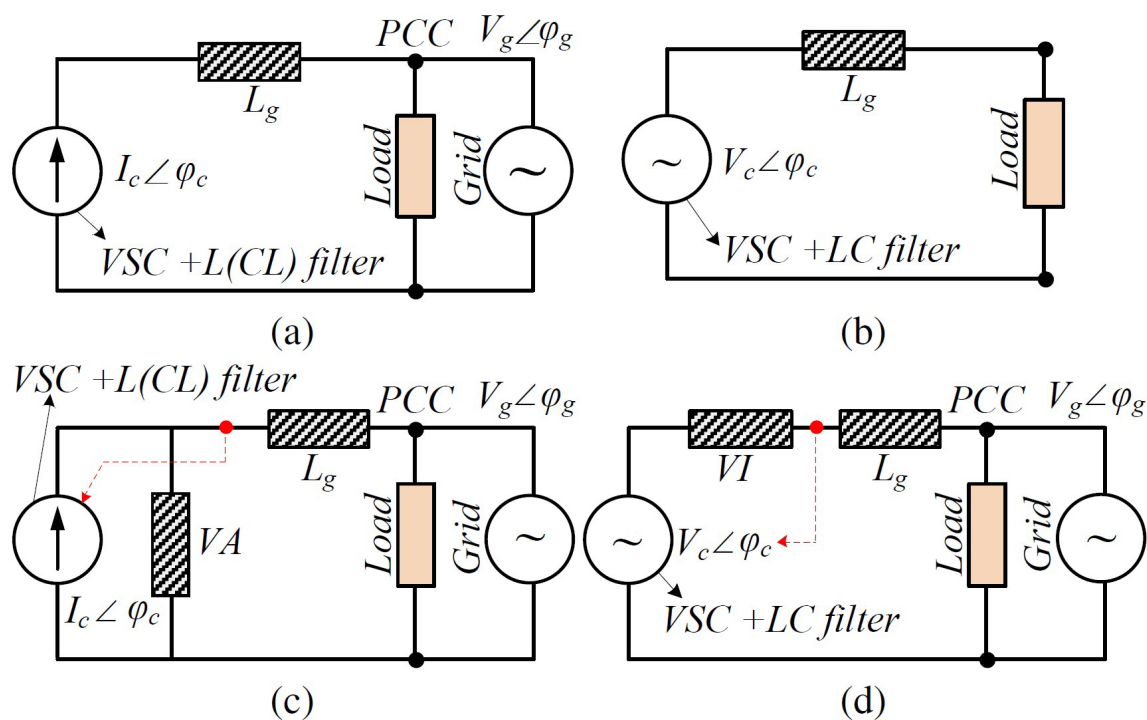 PCC
V_g∠φ_g
L_g
I_c∠φ_c
Load
Grid
~
VSC +L(CL) filter
(a)
L_g
~
V_c∠φ_c
Load
VSC +LC filter
(b)
VSC +L(CL) filter
PCC
V_g∠φ_g
L_g
VA
Load
Grid
~
I_c∠φ_c
(c)
PCC
V_g∠φ_g
VI
L_g
~
V_c∠φ_c
Load
Grid
~
VSC +LC filter
(d)